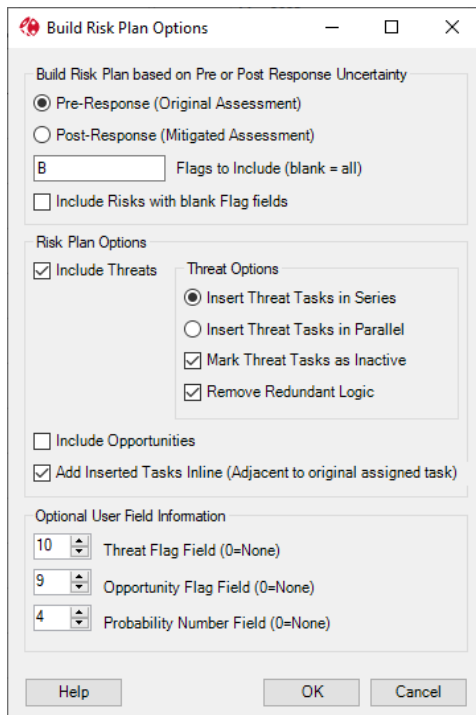 Build Risk Plan Options
Build Risk Plan based on Pre or Post Response Uncertainty
Pre-Response (Original Assessment)
Post-Response (Mitigated Assessment)
B Flags to Include (blank = all)
Include Risks with blank Flag fields
Risk Plan Options
Include Threats
Threat Options
Insert Threat Tasks in Series
Insert Threat Tasks in Parallel
Mark Threat Tasks as Inactive
Remove Redundant Logic
Include Opportunities
Add Inserted Tasks Inline (Adjacent to original assigned task)
Optional User Field Information
10 Threat Flag Field (0=None)
9 Opportunity Flag Field (0=None)
4 Probability Number Field (0=None)
Help OK Cancel